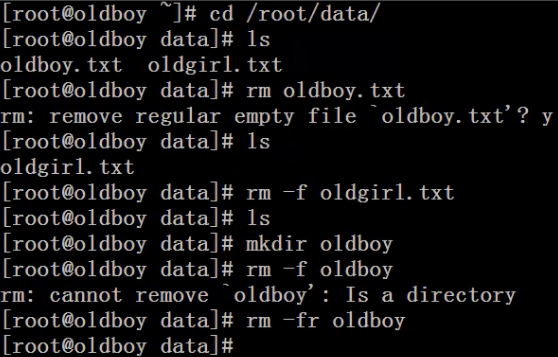 [root@oldboy ~]# cd /root/data/
[root@oldboy data]# ls
oldboy.txt  oldgirl.txt
[root@oldboy data]# rm oldboy.txt
rm: remove regular empty file `oldboy.txt'? y
[root@oldboy data]# ls
oldgirl.txt
[root@oldboy data]# rm -f oldgirl.txt
[root@oldboy data]# ls
[root@oldboy data]# mkdir oldboy
[root@oldboy data]# rm -f oldboy
rm: cannot remove `oldboy': Is a directory
[root@oldboy data]# rm -fr oldboy
[root@oldboy data]#